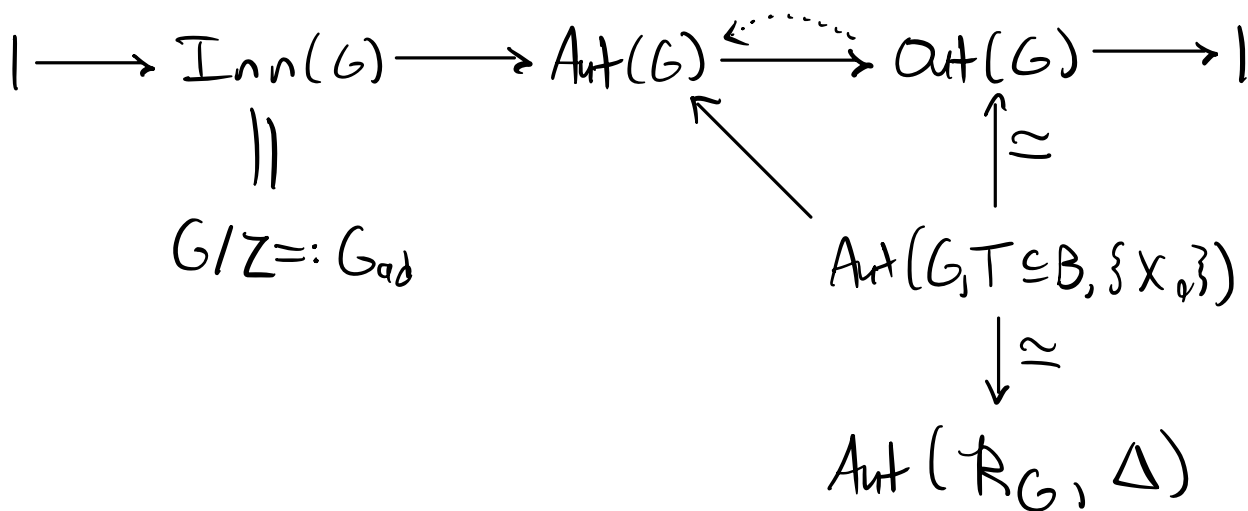 1 → Inn(G) → Aut(G) → Out(G) → 1
|| ≃
G/Z=: G_ad Aut(G, T ⊆ B, {X_α})
≃
Aut(R_G, Δ)